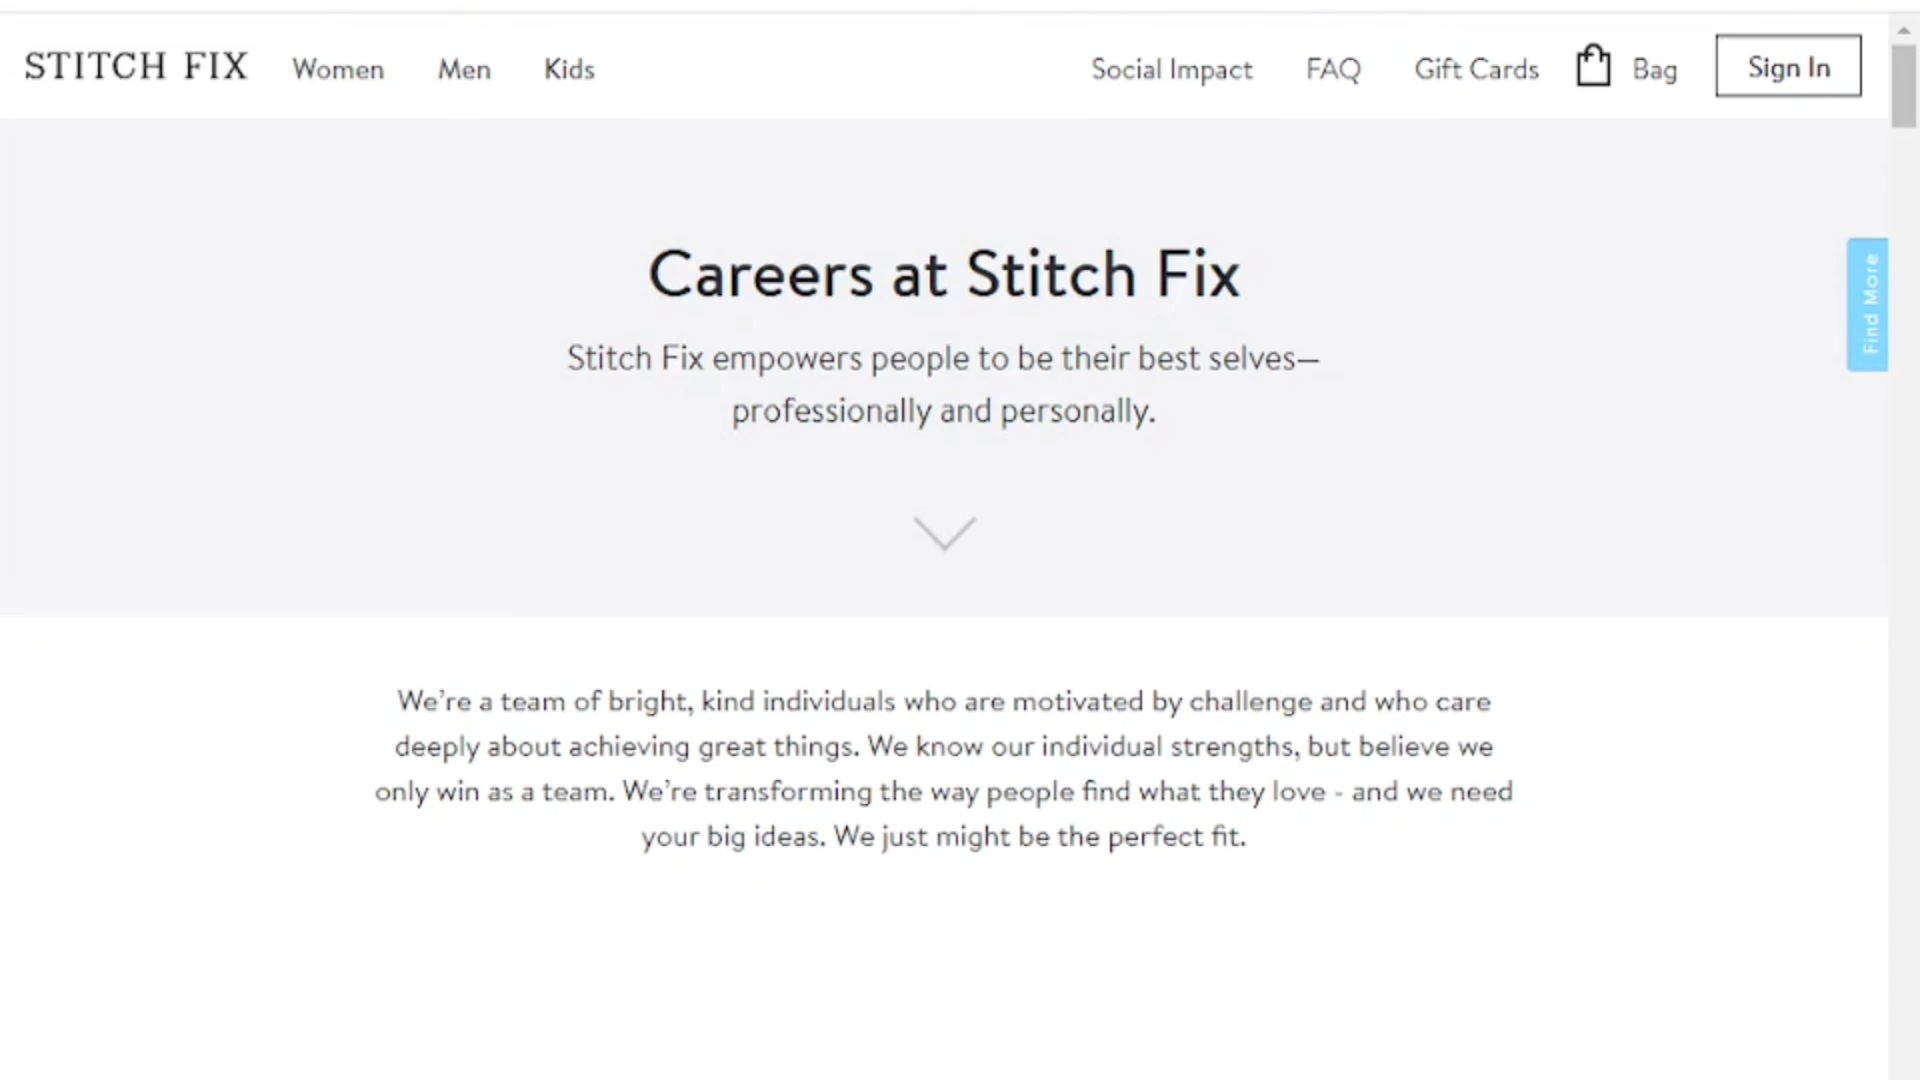 STITCH FIX Women Men Kids Social Impact FAQ Gift Cards Bag Sign In
Find More
Careers at Stitch Fix
Stitch Fix empowers people to be their best selves—
professionally and personally.
We’re a team of bright, kind individuals who are motivated by challenge and who care
deeply about achieving great things. We know our individual strengths, but believe we
only win as a team. We’re transforming the way people find what they love - and we need
your big ideas. We just might be the perfect fit.